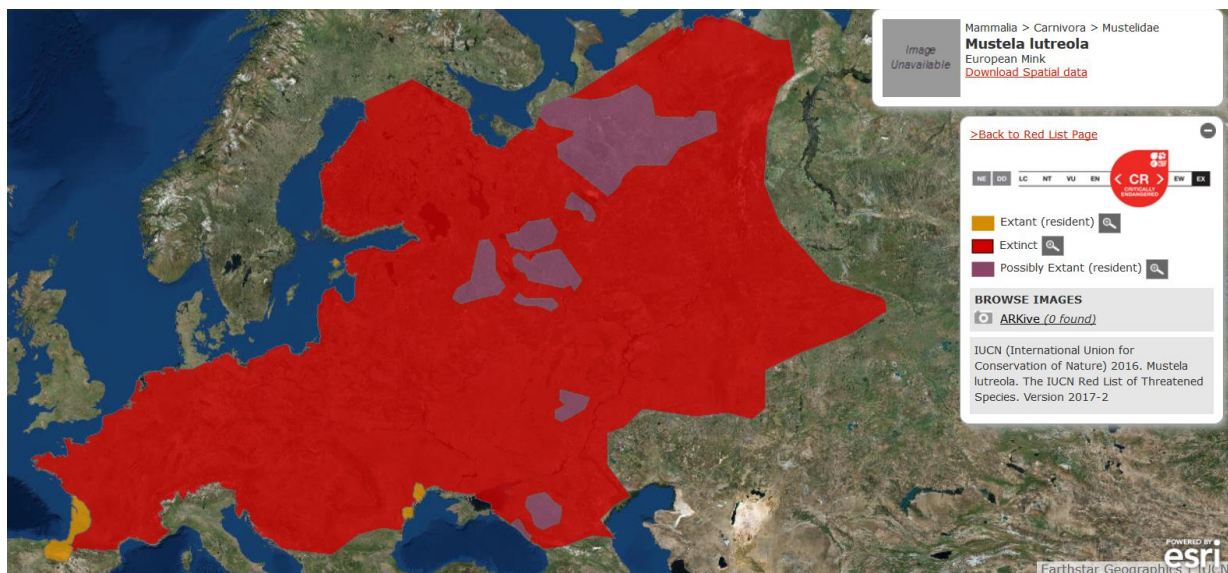 Image
Unavailable
Mammalia > Carnivora > Mustelidae
Mustela lutreola
European Mink
Download Spatial data
>Back to Red List Page
NE DD LC NT VU EN < CR > EW EX
CRITICALLY
ENDANGERED
Extant (resident)
Extinct
Possibly Extant (resident)
BROWSE IMAGES
ARKive (0 found)
IUCN (International Union for
Conservation of Nature) 2016. Mustela
lutreola. The IUCN Red List of Threatened
Species. Version 2017-2
POWERED BY
esri
Earthstar Geographics | IUCN